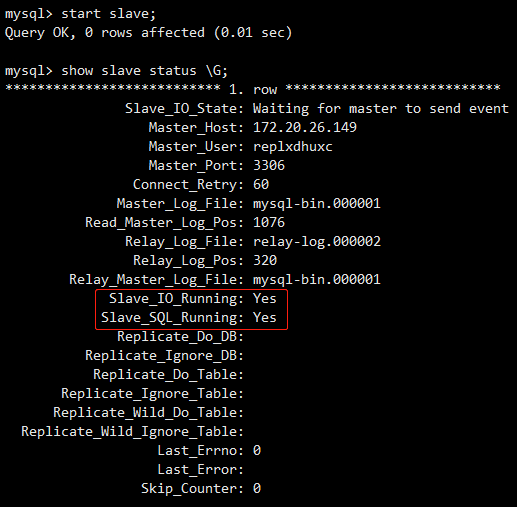 mysql> start slave;
Query OK, 0 rows affected (0.01 sec)
mysql> show slave status \G;
*************************** 1. row ***************************
Slave_IO_State: Waiting for master to send event
Master_Host: 172.20.26.149
Master_User: replxdhuxc
Master_Port: 3306
Connect_Retry: 60
Master_Log_File: mysql-bin.000001
Read_Master_Log_Pos: 1076
Relay_Log_File: relay-log.000002
Relay_Log_Pos: 320
Relay_Master_Log_File: mysql-bin.000001
Slave_IO_Running: Yes
Slave_SQL_Running: Yes
Replicate_Do_DB:
Replicate_Ignore_DB:
Replicate_Do_Table:
Replicate_Ignore_Table:
Replicate_Wild_Do_Table:
Replicate_Wild_Ignore_Table:
Last_Errno: 0
Last_Error:
Skip_Counter: 0